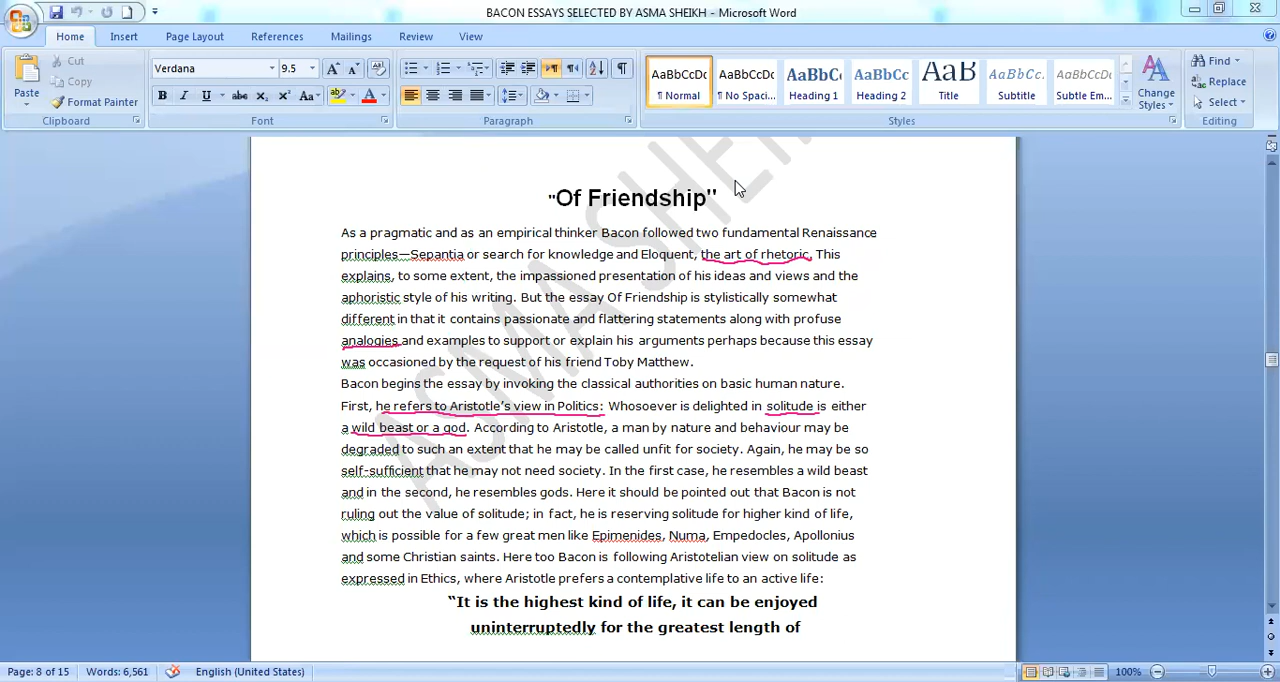 BACON ESSAYS SELECTED BY ASMA SHEIKH - Microsoft Word
Home Insert Page Layout References Mailings Review View
Paste
Cut
Copy
Format Painter
Clipboard
Verdana 9.5
Font
Paragraph
AaBbCcDc AaBbCcDc AaBbC AaBbCc AaB AaBbCc. AaBbCcDc
¶ Normal ¶ No Spaci... Heading 1 Heading 2 Title Subtitle Subtle Em...
Change Styles
Styles
Find
Replace
Select
Editing
"Of Friendship"
As a pragmatic and as an empirical thinker Bacon followed two fundamental Renaissance
principles—Sepantia or search for knowledge and Eloquent, the art of rhetoric. This
explains, to some extent, the impassioned presentation of his ideas and views and the
aphoristic style of his writing. But the essay Of Friendship is stylistically somewhat
different in that it contains passionate and flattering statements along with profuse
analogies and examples to support or explain his arguments perhaps because this essay
was occasioned by the request of his friend Toby Matthew.
Bacon begins the essay by invoking the classical authorities on basic human nature.
First, he refers to Aristotle's view in Politics: Whosoever is delighted in solitude is either
a wild beast or a god. According to Aristotle, a man by nature and behaviour may be
degraded to such an extent that he may be called unfit for society. Again, he may be so
self-sufficient that he may not need society. In the first case, he resembles a wild beast
and in the second, he resembles gods. Here it should be pointed out that Bacon is not
ruling out the value of solitude; in fact, he is reserving solitude for higher kind of life,
which is possible for a few great men like Epimenides, Numa, Empedocles, Apollonius
and some Christian saints. Here too Bacon is following Aristotelian view on solitude as
expressed in Ethics, where Aristotle prefers a contemplative life to an active life:
"It is the highest kind of life, it can be enjoyed
uninterruptedly for the greatest length of
ASMA SHEIKH
Page: 8 of 15 Words: 6,561 English (United States) 100%